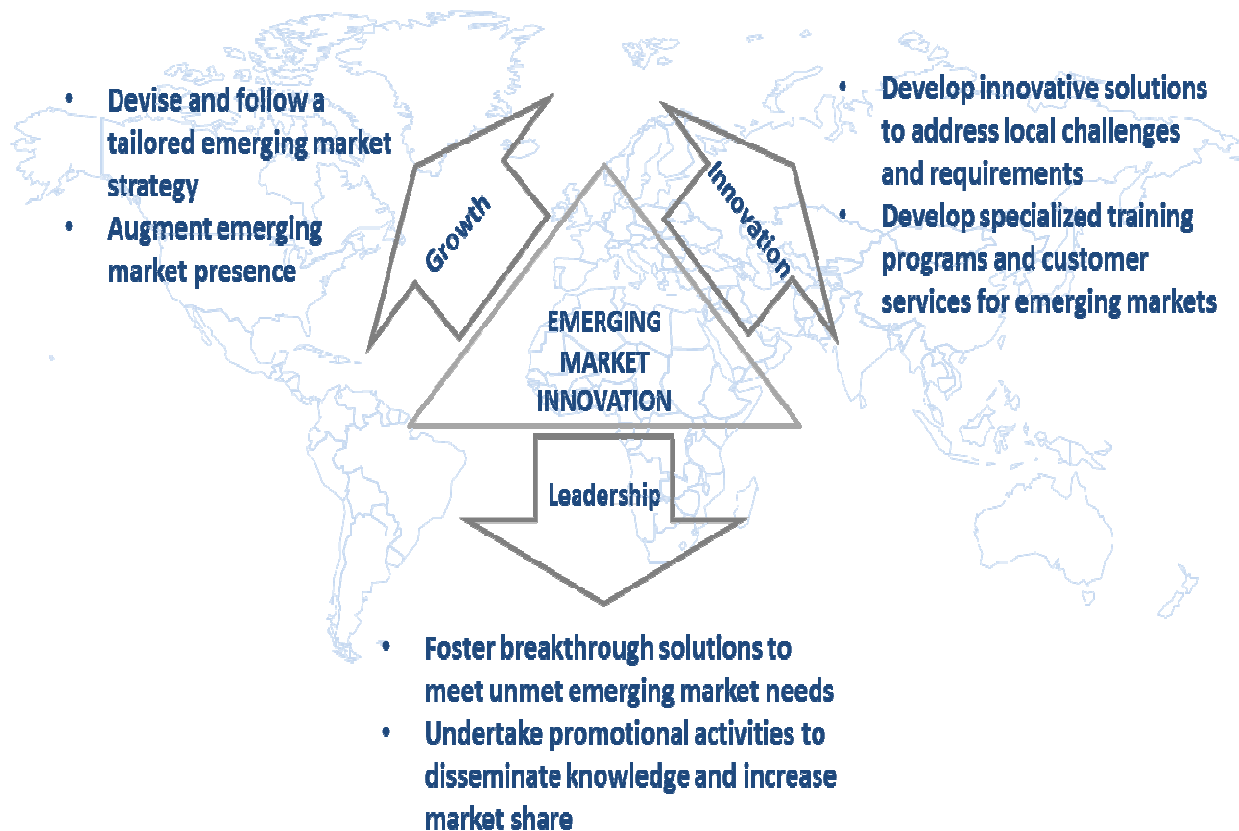 • Devise and follow a
tailored emerging market
strategy
• Augment emerging
market presence
Growth
Innovation
• Develop innovative solutions
to address local challenges
and requirements
• Develop specialized training
programs and customer
services for emerging markets
EMERGING
MARKET
INNOVATION
Leadership
• Foster breakthrough solutions to
meet unmet emerging market needs
• Undertake promotional activities to
disseminate knowledge and increase
market share